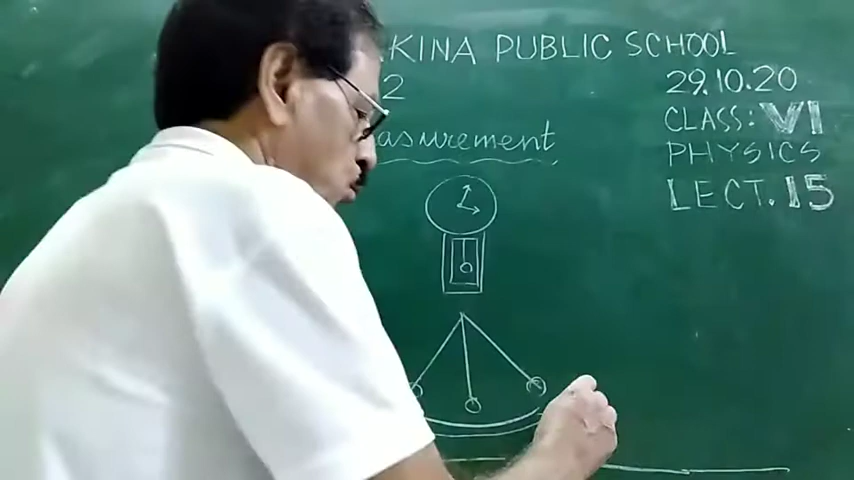 KINA PUBLIC SCHOOL
29.10.20
2
CLASS: VI
asurement
PHYSICS
LECT. 15